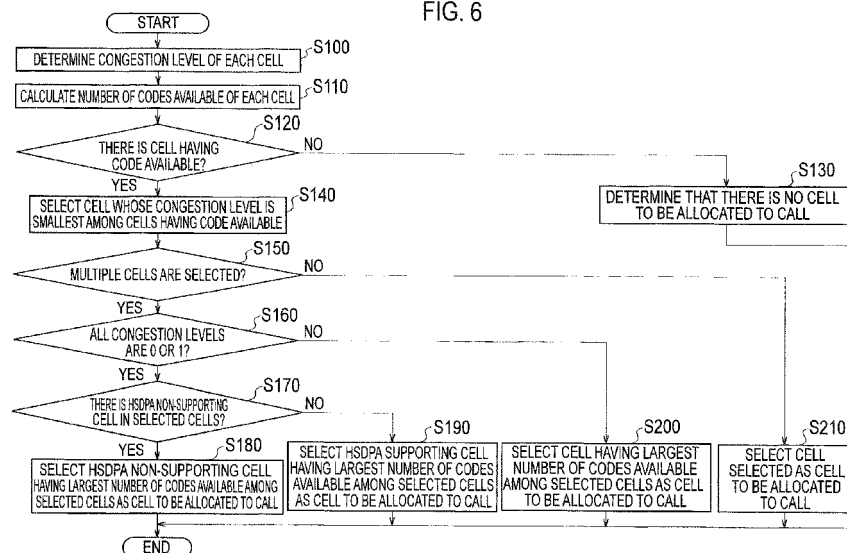 FIG. 6
START
S100
DETERMINE CONGESTION LEVEL OF EACH CELL
S110
CALCULATE NUMBER OF CODES AVAILABLE OF EACH CELL
S120
THERE IS CELL HAVING
CODE AVAILABLE?
NO
YES
S130
DETERMINE THAT THERE IS NO CELL
TO BE ALLOCATED TO CALL
S140
SELECT CELL WHOSE CONGESTION LEVEL IS
SMALLEST AMONG CELLS HAVING CODE AVAILABLE
S150
MULTIPLE CELLS ARE SELECTED?
NO
YES
S160
ALL CONGESTION LEVELS
ARE 0 OR 1?
NO
YES
S170
THERE IS HSDPA NON-SUPPORTING
CELL IN SELECTED CELLS?
NO
YES
S180
SELECT HSDPA NON-SUPPORTING CELL
HAVING LARGEST NUMBER OF CODES AVAILABLE AMONG
SELECTED CELLS AS CELL TO BE ALLOCATED TO CALL
S190
SELECT HSDPA SUPPORTING CELL
HAVING LARGEST NUMBER OF CODES
AVAILABLE AMONG SELECTED CELLS
AS CELL TO BE ALLOCATED TO CALL
S200
SELECT CELL HAVING LARGEST
NUMBER OF CODES AVAILABLE
AMONG SELECTED CELLS AS CELL
TO BE ALLOCATED TO CALL
S210
SELECT CELL
SELECTED AS CELL
TO BE ALLOCATED
TO CALL
END